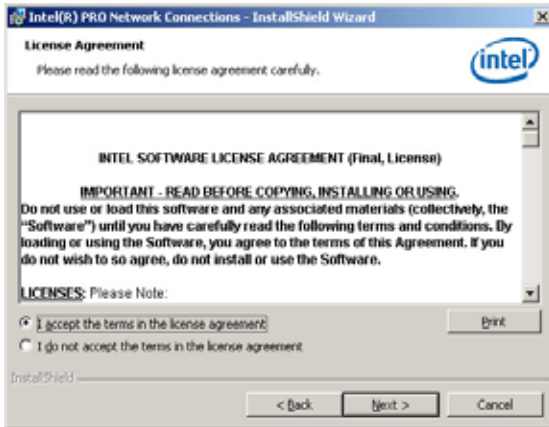 Intel(R) PRO Network Connections - InstallShield Wizard
License Agreement
Please read the following license agreement carefully.
intel
INTEL SOFTWARE LICENSE AGREEMENT (Final, License)
IMPORTANT - READ BEFORE COPYING, INSTALLING OR USING.
Do not use or load this software and any associated materials (collectively, the
"Software") until you have carefully read the following terms and conditions. By
loading or using the Software, you agree to the terms of this Agreement. If you
do not wish to so agree, do not install or use the Software.
LICENSES: Please Note:
I accept the terms in the license agreement
Print
I do not accept the terms in the license agreement
InstallShield
< Back
Next >
Cancel